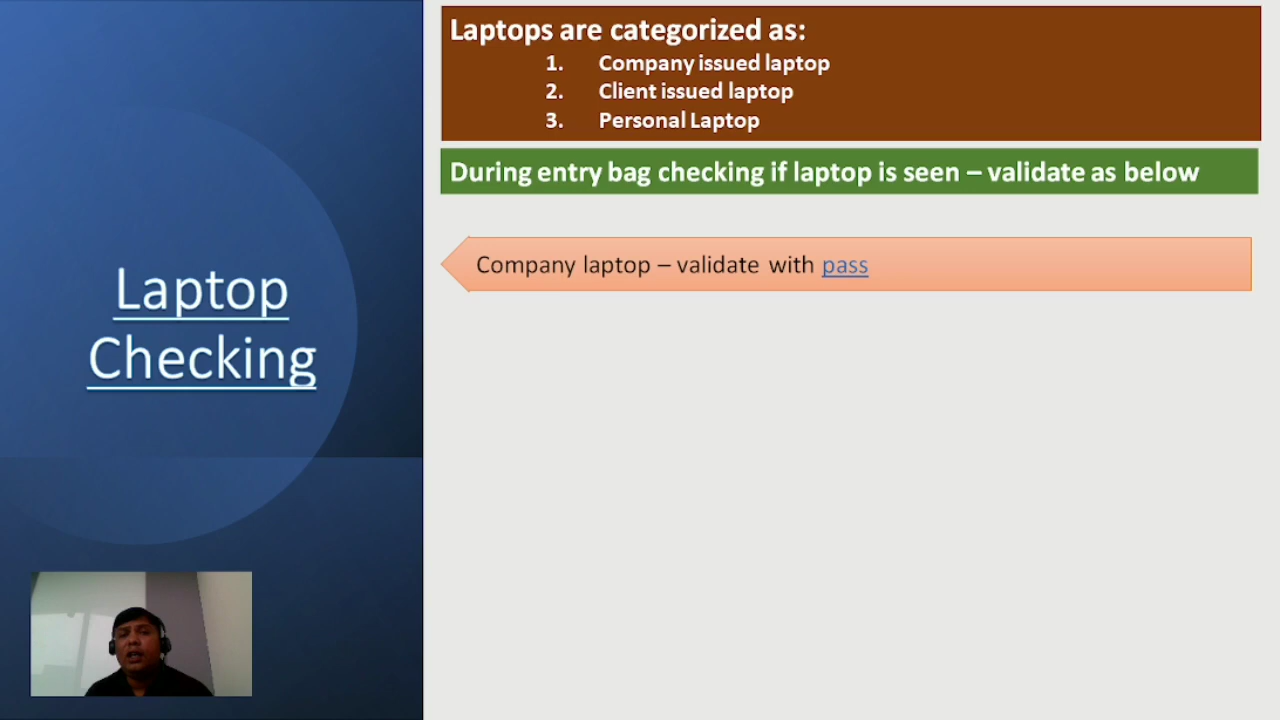 Laptop
Checking
Laptops are categorized as:
1. Company issued laptop
2. Client issued laptop
3. Personal Laptop
During entry bag checking if laptop is seen – validate as below
Company laptop – validate with pass